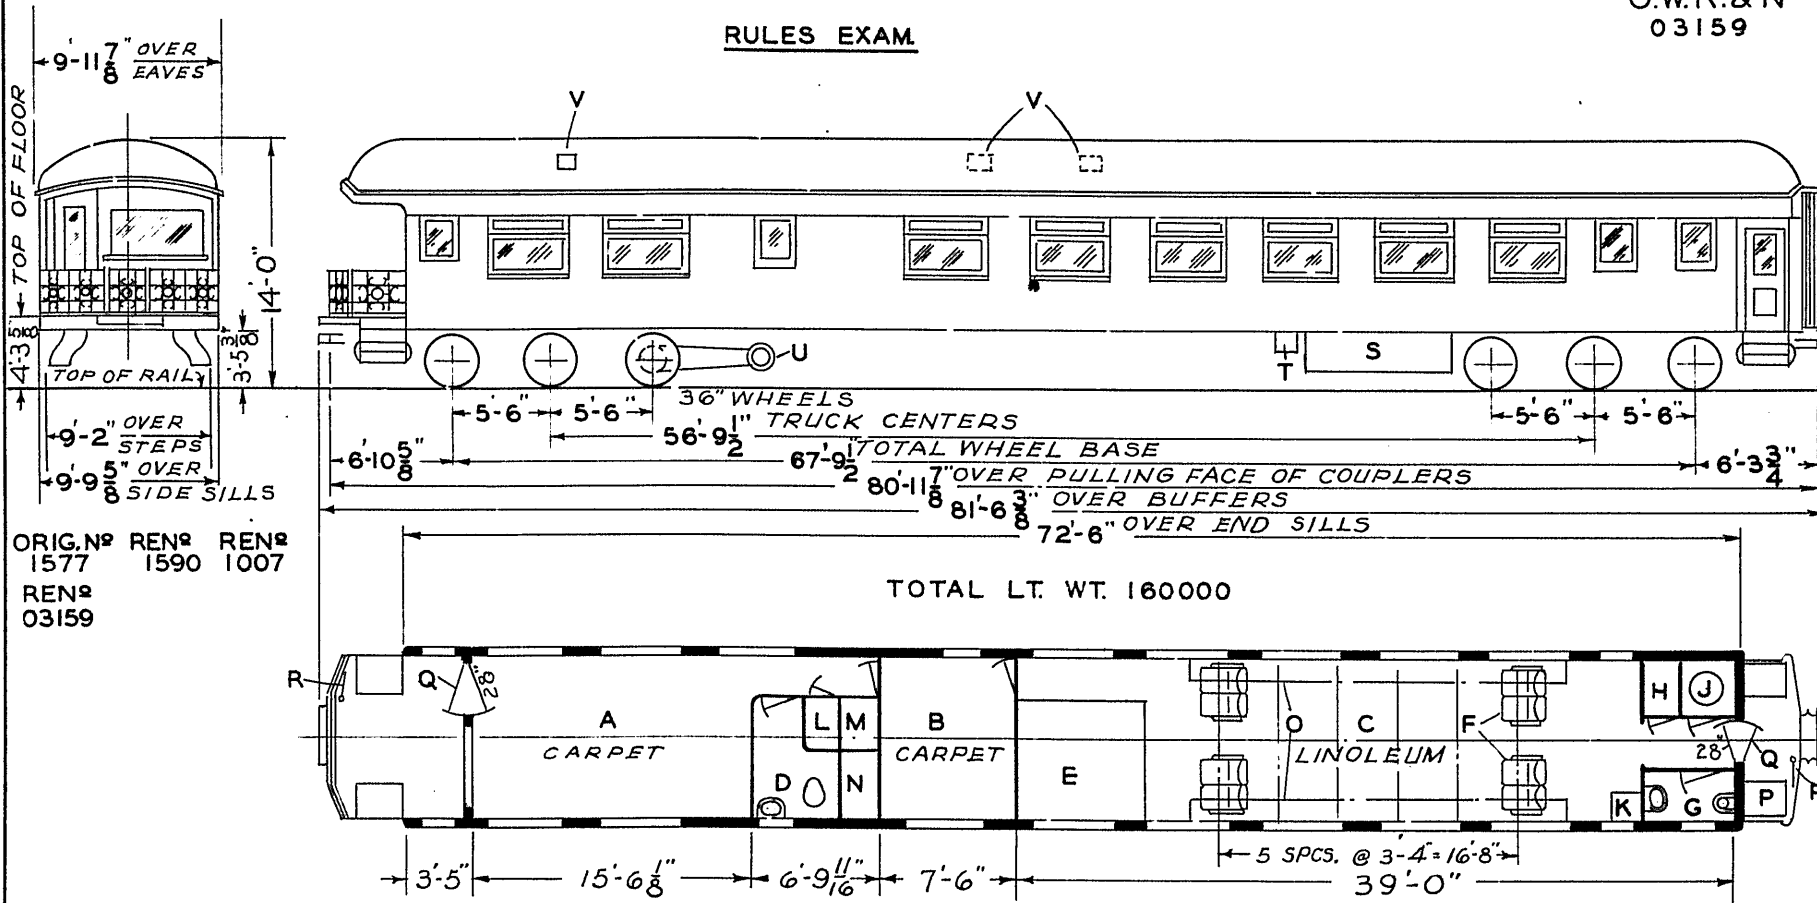 RULES EXAM.
O.W.R.& N
03159
9'-11 7/8" OVER EAVES
TOP OF FLOOR
4'-3 5/8
14'-0"
3'-5 3/8"
TOP OF RAIL
9'-2" OVER STEPS
9'-9 5/8" OVER SIDE SILLS
V
V
U
T
S
36" WHEELS
5'-6" 5'-6"
5'-6" 5'-6"
56'-9 1/2" TRUCK CENTERS
6'-10 5/8"
67'-9 1/2" TOTAL WHEEL BASE
6'-3 3/4"
80'-11 7/8" OVER PULLING FACE OF COUPLERS
81'-6 3/8" OVER BUFFERS
72'-6" OVER END SILLS
ORIG.Nº RENº RENº
1577 1590 1007
RENº
03159
TOTAL LT. WT. 160000
R
Q
28"
A
CARPET
L
M
D
N
B
CARPET
E
O
C
F
LINOLEUM
H
J
28"
Q
K
G
P
5 SPCS. @ 3'-4" = 16'-8"
3'-5" 15'-6 1/8" 6'-9 11/16" 7'-6" 39'-0"